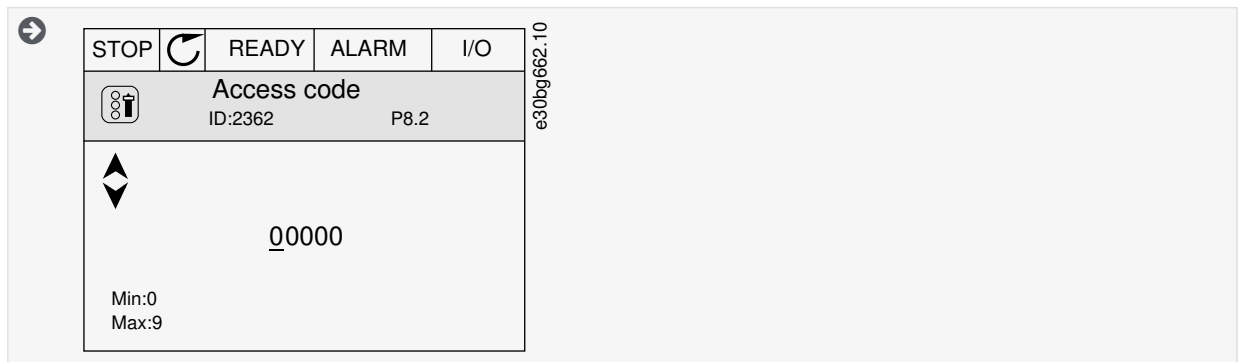 STOP READY ALARM I/O
Access code
ID:2362 P8.2
00000
Min:0
Max:9
e30bg662.10